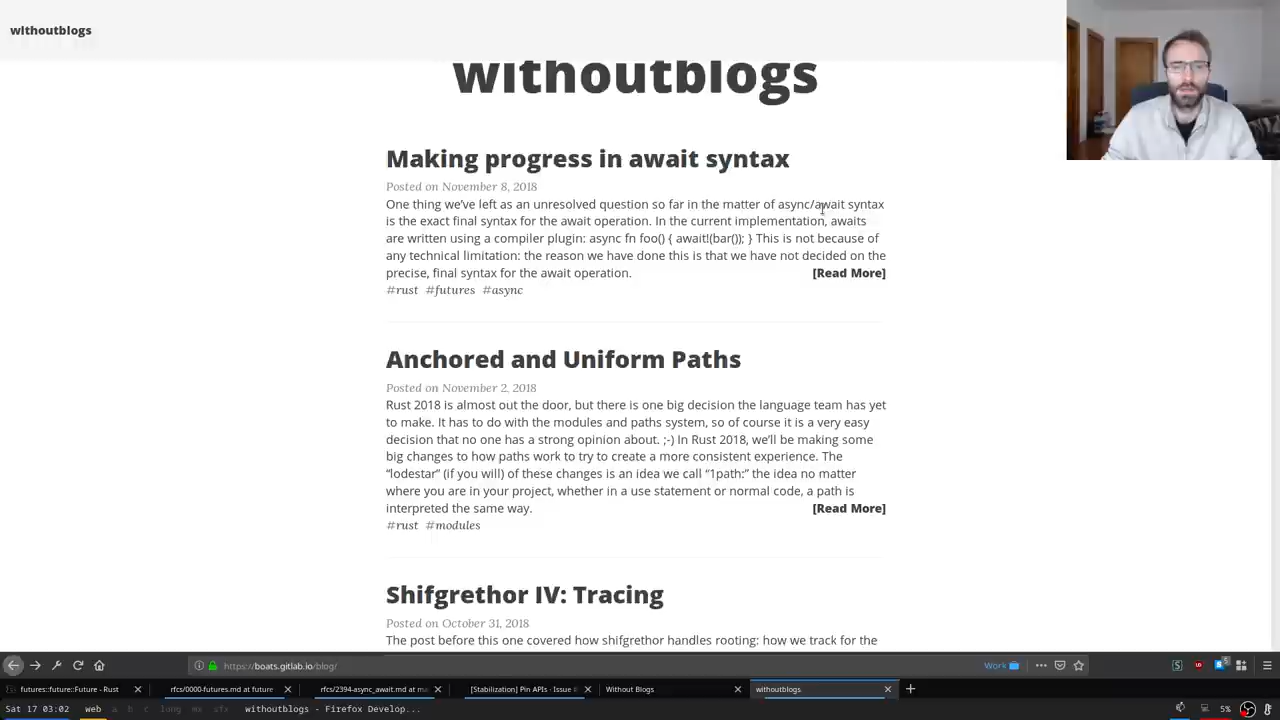 withoutblogs
withoutblogs
Making progress in await syntax
Posted on November 8, 2018
One thing we've left as an unresolved question so far in the matter of async/await syntax
is the exact final syntax for the await operation. In the current implementation, awaits
are written using a compiler plugin: async fn foo() { await!(bar()); } This is not because of
any technical limitation: the reason we have done this is that we have not decided on the
precise, final syntax for the await operation. [Read More]
#rust #futures #async
Anchored and Uniform Paths
Posted on November 2, 2018
Rust 2018 is almost out the door, but there is one big decision the language team has yet
to make. It has to do with the modules and paths system, so of course it is a very easy
decision that no one has a strong opinion about. ;-) In Rust 2018, we'll be making some
big changes to how paths work to try to create a more consistent experience. The
“lodestar” (if you will) of these changes is an idea we call “1path:” the idea no matter
where you are in your project, whether in a use statement or normal code, a path is
interpreted the same way. [Read More]
#rust #modules
Shifgrethor IV: Tracing
Posted on October 31, 2018
The post before this one covered how shifgrethor handles rooting: how we track for the
https://boats.gitlab.io/blog/ Work
futures::future::Future - Rust rfcs/0000-futures.md at future rfcs/2394-async_await.md at ma [Stabilization] Pin APIs · Issue # Without Blogs withoutblogs
Sat 17 03:02 web a b c long mx sfx withoutblogs - Firefox Develop... 5%